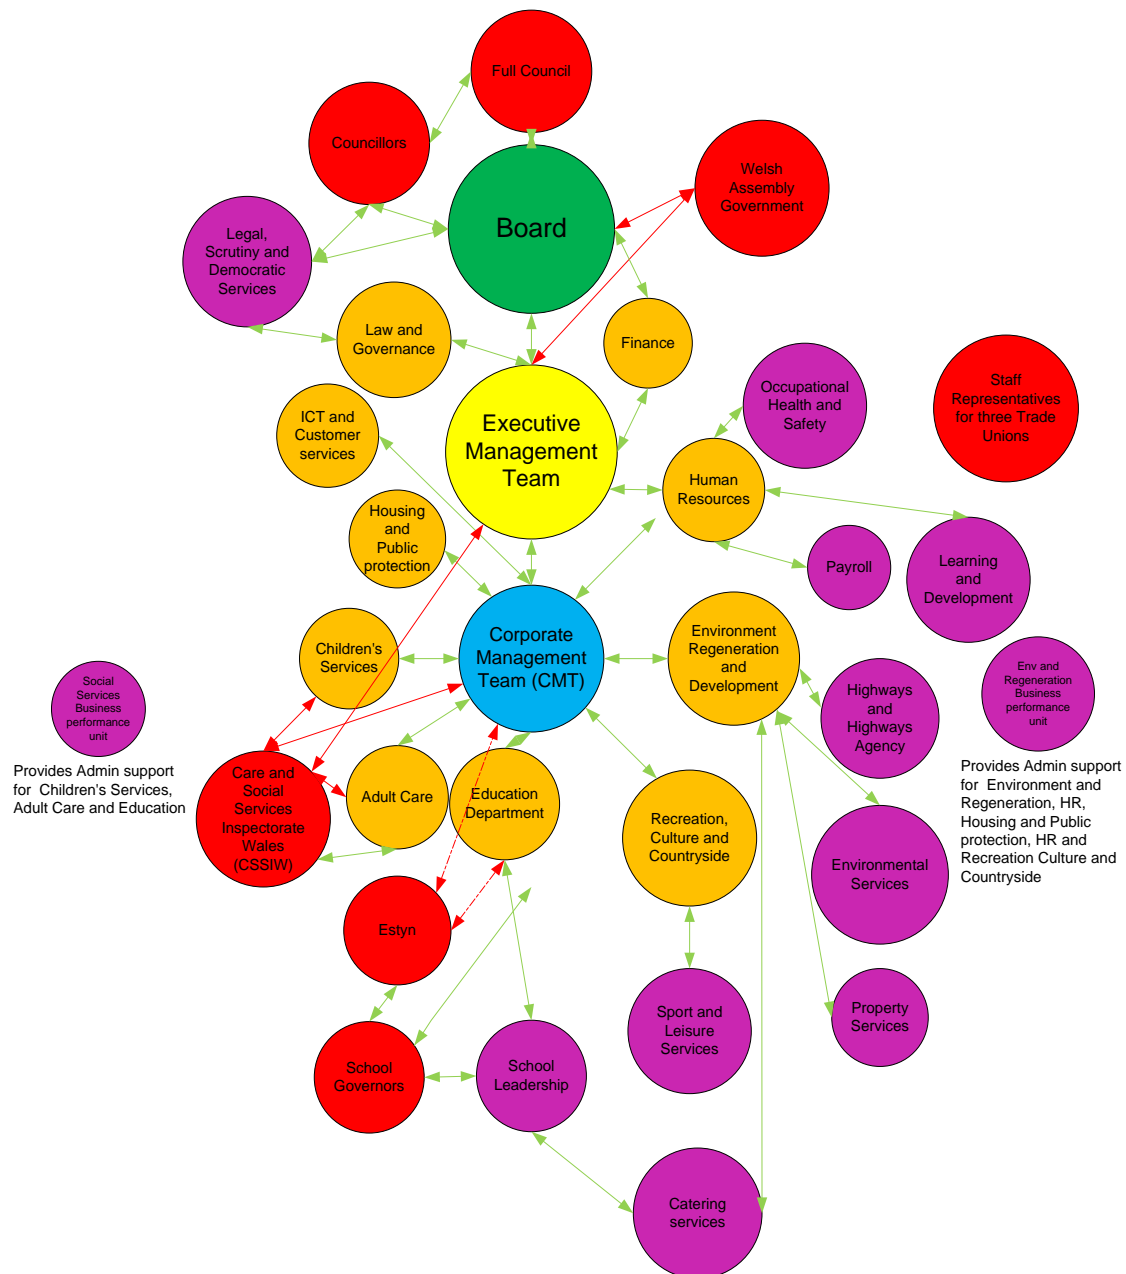 Full Council
Councillors
Welsh
Assembly
Government
Board
Legal,
Scrutiny and
Democratic
Services
Law and
Governance
Finance
ICT and
Customer
services
Executive
Management
Team
Occupational
Health and
Safety
Staff
Representatives
for three Trade
Unions
Human
Resources
Housing
and
Public
protection
Payroll
Learning
and
Development
Children's
Services
Corporate
Management
Team (CMT)
Environment
Regeneration
and
Development
Social
Services
Business
performance
unit
Highways
and
Highways
Agency
Env and
Regeneration
Business
performance
unit
Provides Admin support
for  Children's Services,
Adult Care and Education
Care and
Social
Services
Inspectorate
Wales
(CSSIW)
Adult Care
Education
Department
Recreation,
Culture and
Countryside
Environmental
Services
Provides Admin support
for  Environment and
Regeneration, HR,
Housing and Public
protection, HR and
Recreation Culture and
Countryside
Estyn
Sport and
Leisure
Services
Property
Services
School
Governors
School
Leadership
Catering
services